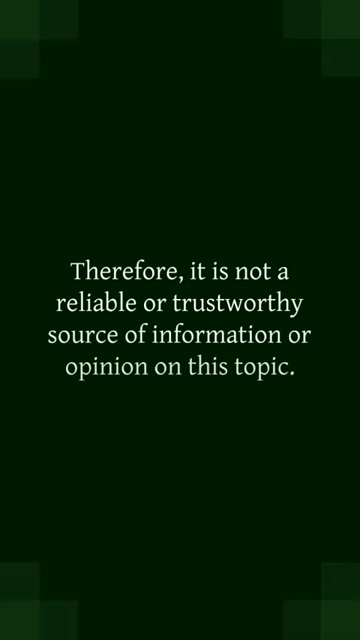 Therefore, it is not a
reliable or trustworthy
source of information or
opinion on this topic.